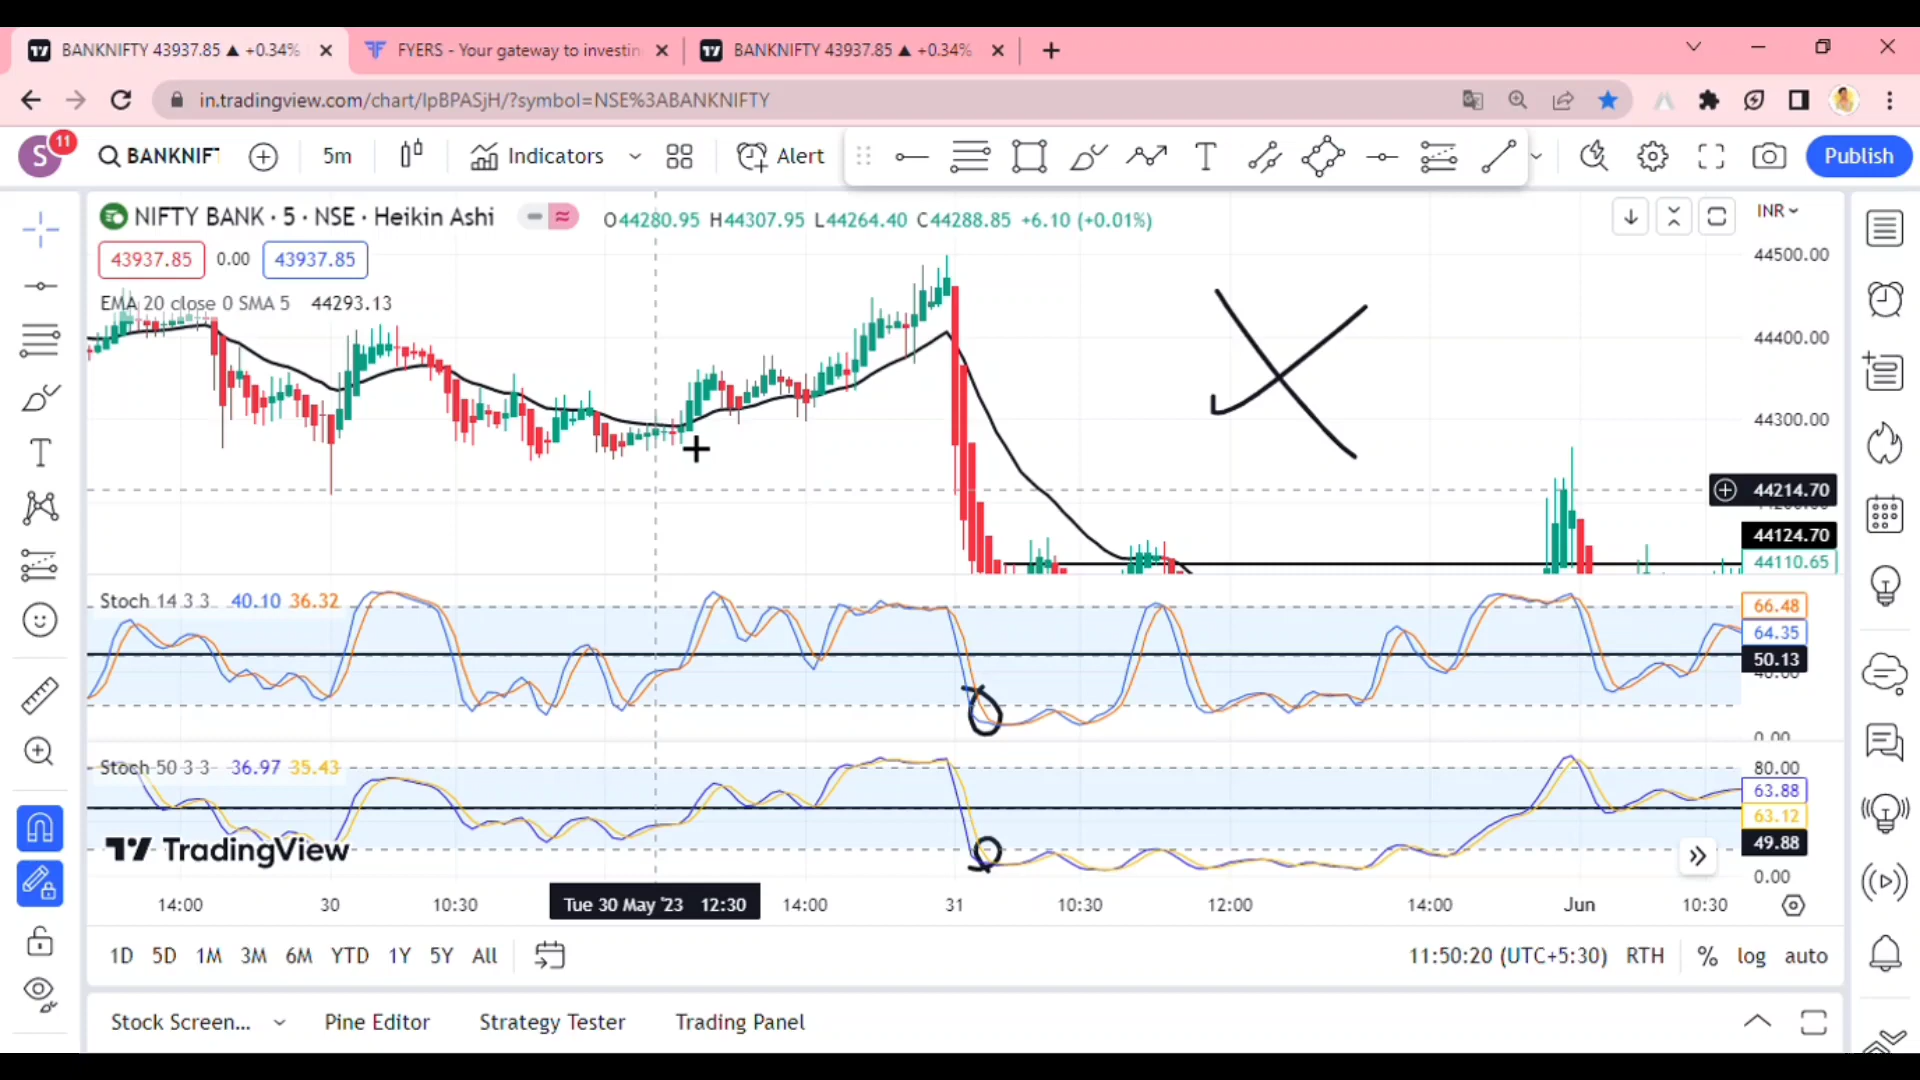 BANKNIFTY 43937.85 ▲ +0.34%
FYERS - Your gateway to investin
BANKNIFTY 43937.85 ▲ +0.34%
in.tradingview.com/chart/lpBPASjH/?symbol=NSE%3ABANKNIFTY
S 11
BANKNIFT
5m
Indicators
Alert
Publish
NIFTY BANK · 5 · NSE · Heikin Ashi
O44280.95 H44307.95 L44264.40 C44288.85 +6.10 (+0.01%)
INR
43937.85 0.00 43937.85
EMA 20 close 0 SMA 5 44293.13
44500.00
44400.00
44300.00
44214.70
44124.70
44110.65
Stoch 14 3 3 40.10 36.32
66.48
64.35
50.13
40.00
0.00
Stoch 50 3 3 36.97 35.43
80.00
63.88
63.12
49.88
0.00
TradingView
14:00 30 10:30 Tue 30 May '23 12:30 14:00 31 10:30 12:00 14:00 Jun 10:30
1D 5D 1M 3M 6M YTD 1Y 5Y All
11:50:20 (UTC+5:30) RTH % log auto
Stock Screen... Pine Editor Strategy Tester Trading Panel